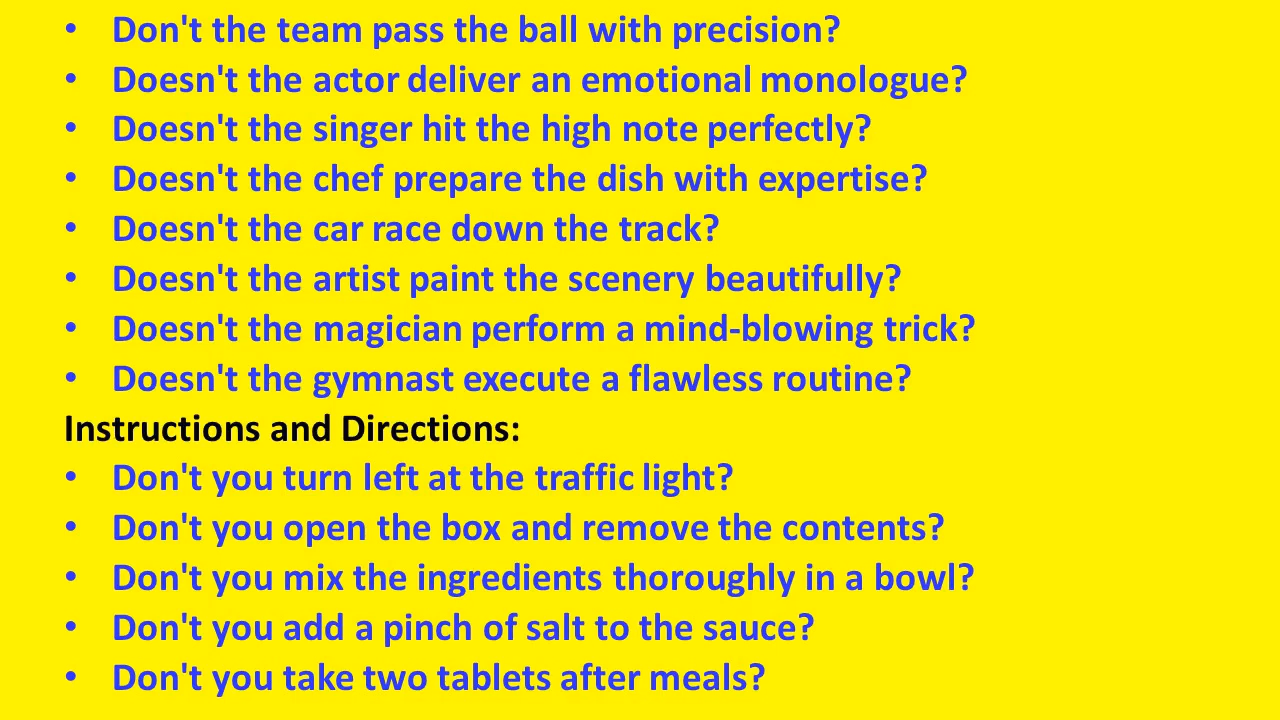 • Don't the team pass the ball with precision?
• Doesn't the actor deliver an emotional monologue?
• Doesn't the singer hit the high note perfectly?
• Doesn't the chef prepare the dish with expertise?
• Doesn't the car race down the track?
• Doesn't the artist paint the scenery beautifully?
• Doesn't the magician perform a mind-blowing trick?
• Doesn't the gymnast execute a flawless routine?
Instructions and Directions:
• Don't you turn left at the traffic light?
• Don't you open the box and remove the contents?
• Don't you mix the ingredients thoroughly in a bowl?
• Don't you add a pinch of salt to the sauce?
• Don't you take two tablets after meals?